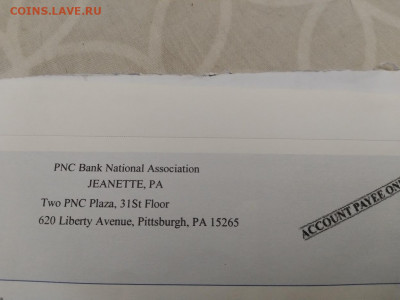 COINS.LAVE.RU
PNC Bank National Association
JEANETTE, PA
Two PNC Plaza, 31St Floor
620 Liberty Avenue, Pittsburgh, PA 15265
ACCOUNT PAYEE ON